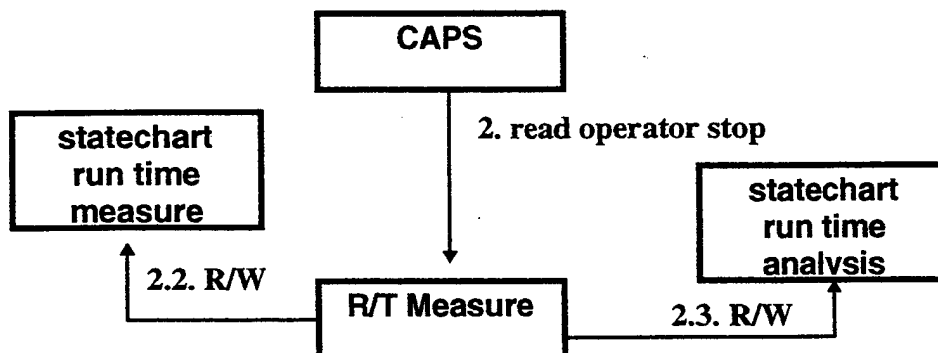 CAPS
2. read operator stop
statechart
run time
measure
statechart
run time
analysis
2.2. R/W
R/T Measure
2.3. R/W